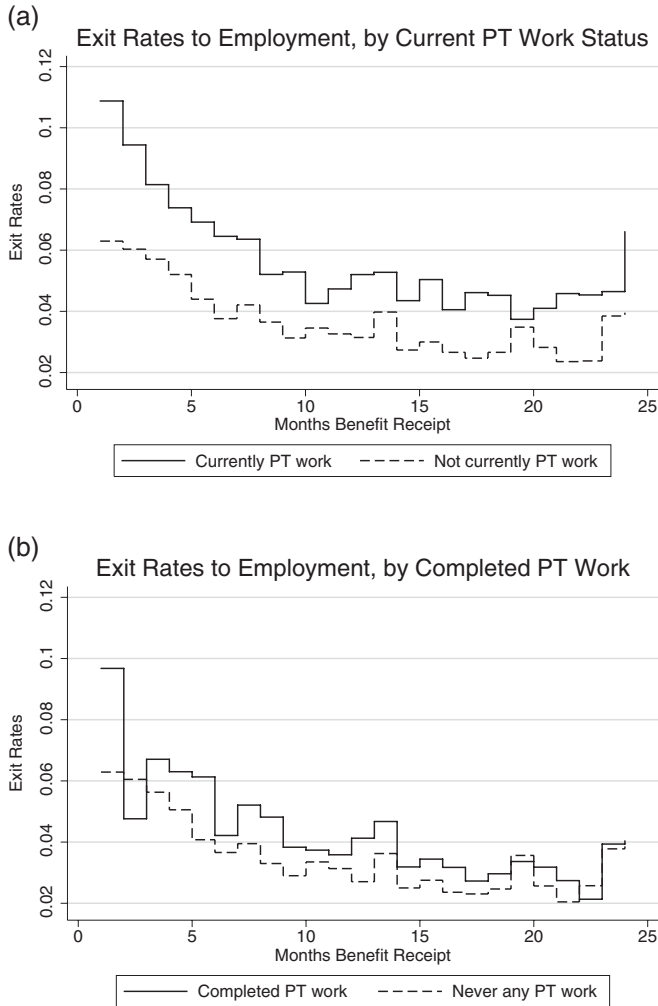 (a)
Exit Rates to Employment, by Current PT Work Status
0.12
0.1
0.08
0.06
0.04
0.02
Exit Rates
0 5 10 15 20 25
Months Benefit Receipt
Currently PT work Not currently PT work
(b)
Exit Rates to Employment, by Completed PT Work
0.12
0.1
0.08
0.06
0.04
0.02
Exit Rates
0 5 10 15 20 25
Months Benefit Receipt
Completed PT work Never any PT work